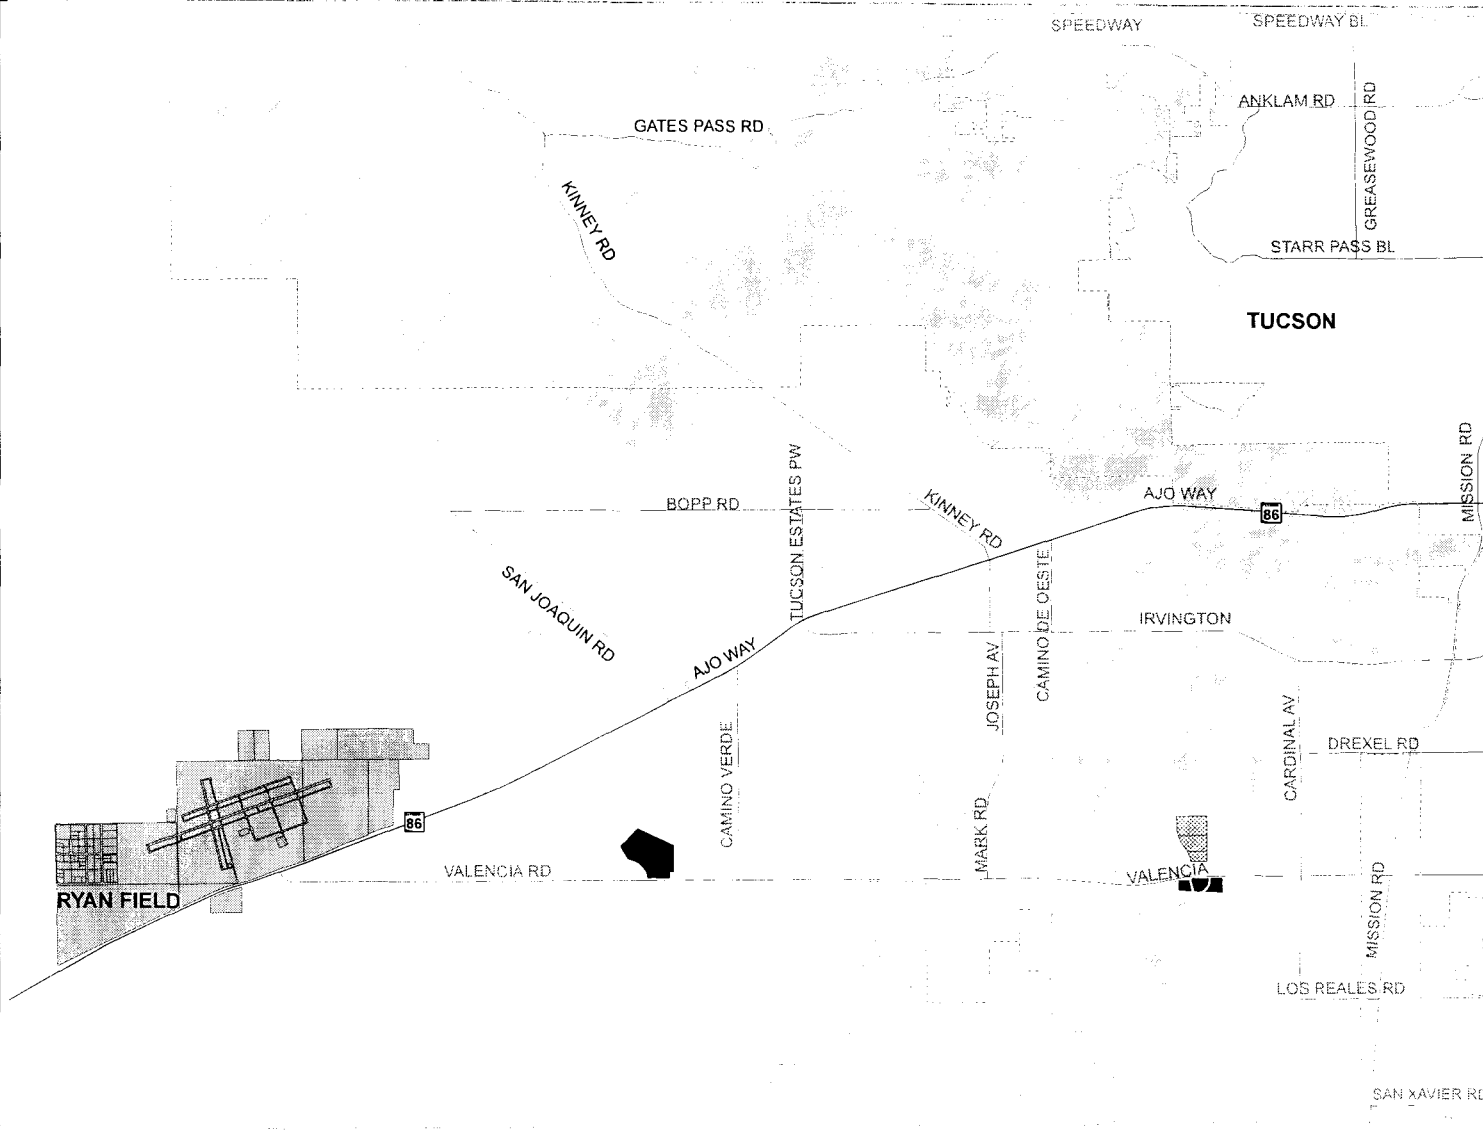 SPEEDWAY
SPEEDWAY BL
ANKLAM RD
GREASEWOOD RD
GATES PASS RD
KINNEY RD
STARR PASS BL
TUCSON
MISSION RD
TUCSON ESTATES PW
BOPP RD
KINNEY RD
AJO WAY
86
SAN JOAQUIN RD
CAMINO DE OESTE
IRVINGTON
AJO WAY
JOSEPH AV
CARDINAL AV
CAMINO VERDE
DREXEL RD
MARK RD
86
VALENCIA RD
VALENCIA
RYAN FIELD
MISSION RD
LOS REALES RD
SAN XAVIER RD